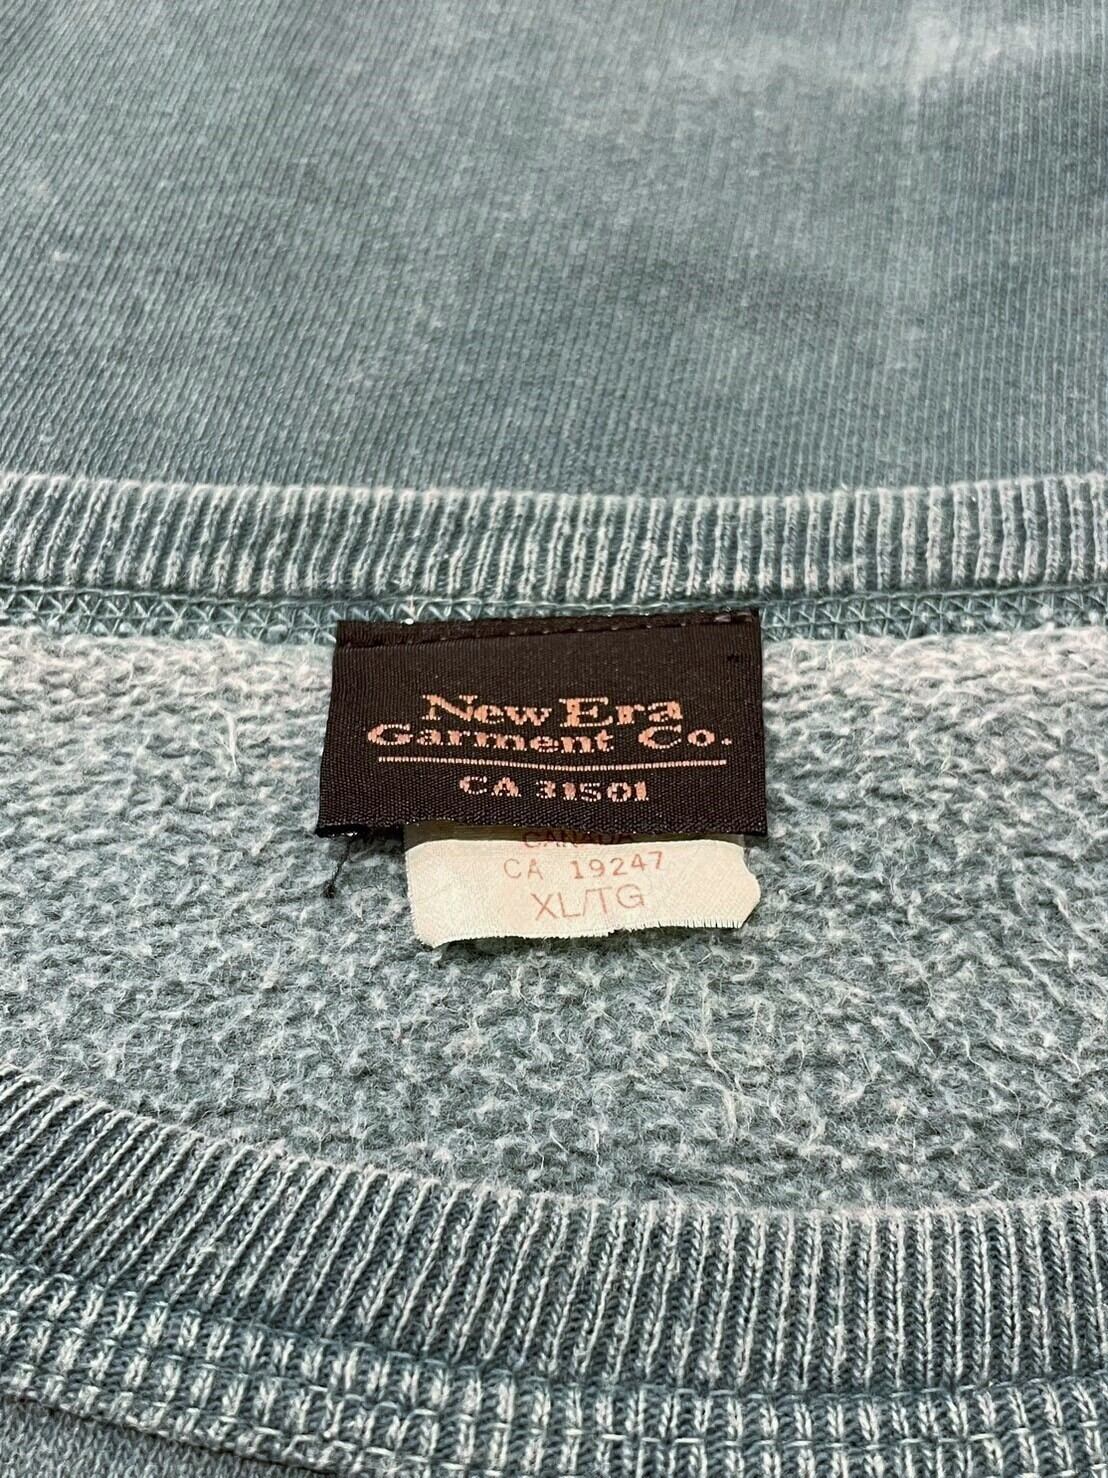 New Era
Garment Co.
CA 31501
CANADA
CA 19247
XL/TG